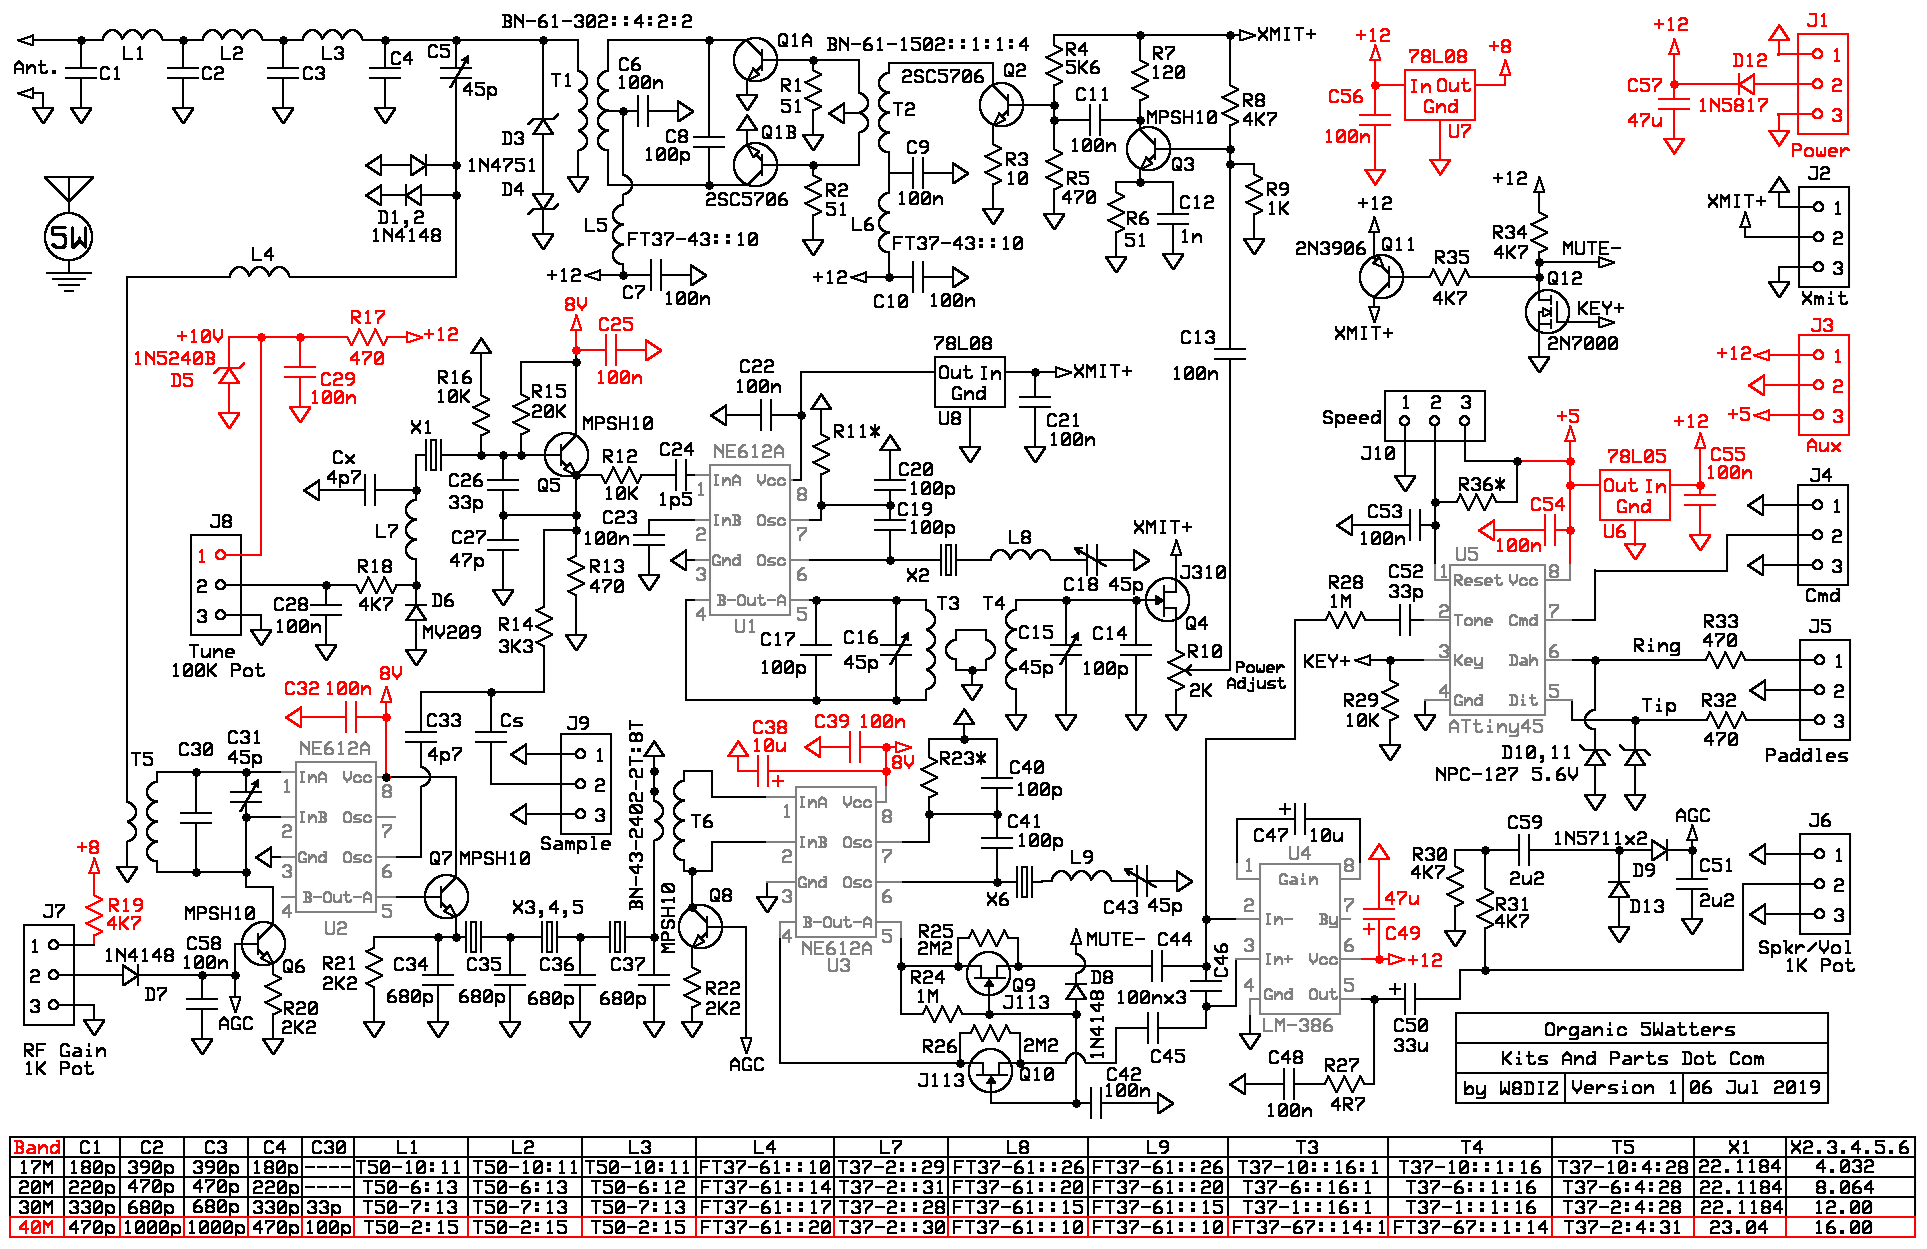 BN-61-302::4:2:2
Ant.
L1
L2
L3
C1
C2
C3
C4
C5
45p
D3
1N4751
D4
D1,2
1N4148
5W
L4
T1
C6
100n
C8
100p
Q1A
Q1B
2SC5706
R1
51
R2
51
L5
FT37-43::10
+12
C7
100n
BN-61-1502::1:1:4
2SC5706
T2
C9
100n
L6
FT37-43::10
+12
C10
100n
Q2
R3
10
R4
5K6
R5
470
C11
100n
R7
120
MPSH10
Q3
R6
51
C12
1n
XMIT+
R8
4K7
R9
1K
C13
100n
+12
78L08
+8
In Out
Gnd
U7
C56
100n
+12
C57
47u
D12
1N5817
J1
1
2
3
Power
J2
XMIT+
1
2
3
Xmit
+12
2N3906
Q11
XMIT+
R35
4K7
+12
R34
4K7
MUTE-
Q12
KEY+
2N7000
J3
+12
1
2
+5
3
Aux
+10V
1N5240B
D5
R17
470
+12
C29
100n
8V
C25
100n
R16
10K
R15
20K
MPSH10
Q5
X1
Cx
4p7
L7
C26
33p
C27
47p
R12
10K
C24
1p5
C23
100n
R13
470
R14
3K3
J8
1
2
3
Tune
100K Pot
C28
100n
R18
4K7
D6
MV209
78L08
Out In
Gnd
U8
XMIT+
C21
100n
C22
100n
NE612A
InA Vcc
InB Osc
Gnd Osc
B-Out-A
1
2
3
4
8
7
6
5
U1
R11*
C20
100p
C19
100p
X2
L8
C18
45p
C17
100p
C16
45p
T3
T4
C15
45p
C14
100p
XMIT+
J310
Q4
R10
2K
Power
Adjust
Speed
1 2 3
J10
R36*
+5
C53
100n
C54
100n
78L05
Out In
Gnd
U6
+12
C55
100n
J4
1
2
3
Cmd
U5
Reset Vcc
Tone Cmd
Key Dah
Gnd Dit
1
2
3
4
8
7
6
5
ATtiny45
R28
1M
C52
33p
KEY+
R29
10K
Ring
R33
470
Tip
R32
470
J5
1
2
3
Paddles
D10,11
NPC-127 5.6V
C32 100n
8V
C33
4p7
Cs
J9
1
2
3
Sample
T5
C30
C31
45p
NE612A
InA Vcc
InB Osc
Gnd Osc
B-Out-A
1
2
3
4
8
7
6
5
U2
+8
R19
4K7
J7
1
2
3
RF Gain
1K Pot
1N4148
D7
C58
100n
AGC
MPSH10
Q6
R20
2K2
Q7
MPSH10
X3,4,5
R21
2K2
C34
680p
C35
680p
C36
680p
C37
680p
BN-43-2402-2T:8T
T6
MPSH10
Q8
R22
2K2
AGC
C38
10u
+
C39 100n
8V
R23*
C40
100p
C41
100p
InA Vcc
InB Osc
Gnd Osc
B-Out-A
1
2
3
4
8
7
6
5
NE612A
U3
X6
L9
C43
45p
R25
2M2
R24
1M
Q9
J113
R26
2M2
J113
Q10
MUTE-
D8
1N4148
C42
100n
C44
100nx3
C45
C46
+
C47
10u
U4
Gain
In-
By
In+
Vcc
Gnd Out
1
2
3
4
8
7
6
5
LM-386
47u
+
C49
+12
C48
100n
R27
4R7
+
C50
33u
R30
4K7
R31
4K7
C59
2u2
1N5711x2
D9
D13
AGC
C51
2u2
J6
1
2
3
Spkr/Vol
1K Pot
Organic 5Watters
Kits And Parts Dot Com
by W8DIZ Version 1 06 Jul 2019
Band C1 C2 C3 C4 C30 L1 L2 L3 L4 L7 L8 L9 T3 T4 T5 X1 X2.3.4.5.6
17M 180p 390p 390p 180p ---- T50-10:11 T50-10:11 T50-10:11 FT37-61::10 T37-2::29 FT37-61::26 FT37-61::26 T37-10::16:1 T37-10::1:16 T37-10:4:28 22.1184 4.032
20M 220p 470p 470p 220p ---- T50-6:13 T50-6:13 T50-6:12 FT37-61::14 T37-2::31 FT37-61::20 FT37-61::20 T37-6::16:1 T37-6::1:16 T37-6:4:28 22.1184 8.064
30M 330p 680p 680p 330p 33p T50-7:13 T50-7:13 T50-7:13 FT37-61::17 T37-2::28 FT37-61::15 FT37-61::15 T37-1::16:1 T37-1::1:16 T37-2:4:28 22.1184 12.00
40M 470p 1000p 1000p 470p 100p T50-2:15 T50-2:15 T50-2:15 FT37-61::20 T37-2::30 FT37-61::10 FT37-61::10 FT37-67::14:1 FT37-67::1:14 T37-2:4:31 23.04 16.00